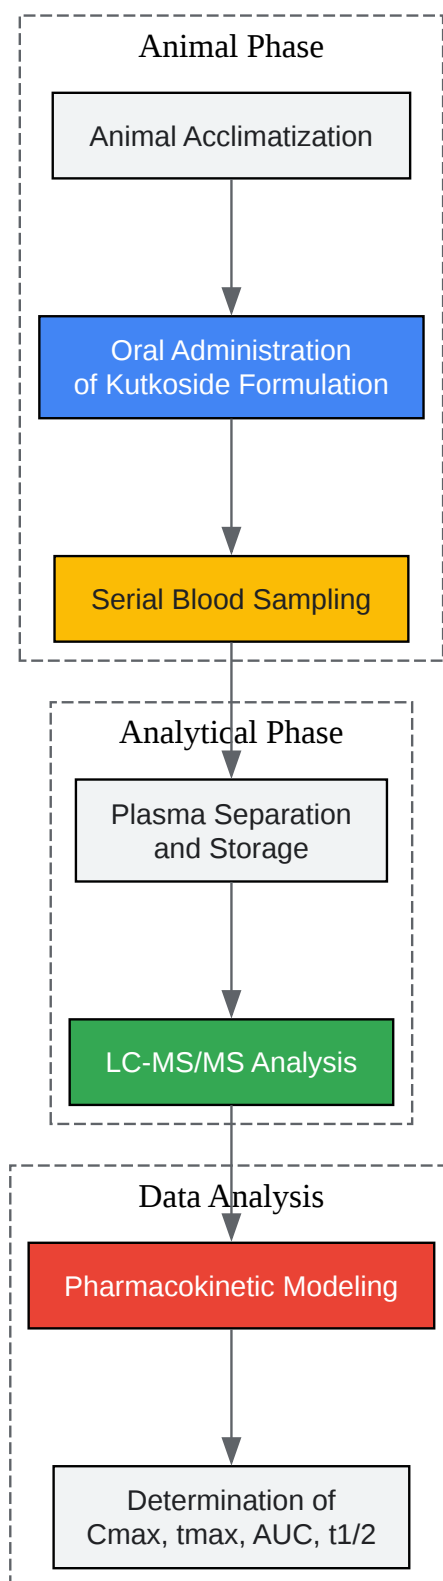 Animal Phase
Animal Acclimatization
Oral Administration
of Kutkoside Formulation
Serial Blood Sampling
Analytical Phase
Plasma Separation
and Storage
LC-MS/MS Analysis
Data Analysis
Pharmacokinetic Modeling
Determination of
Cmax, tmax, AUC, t1/2